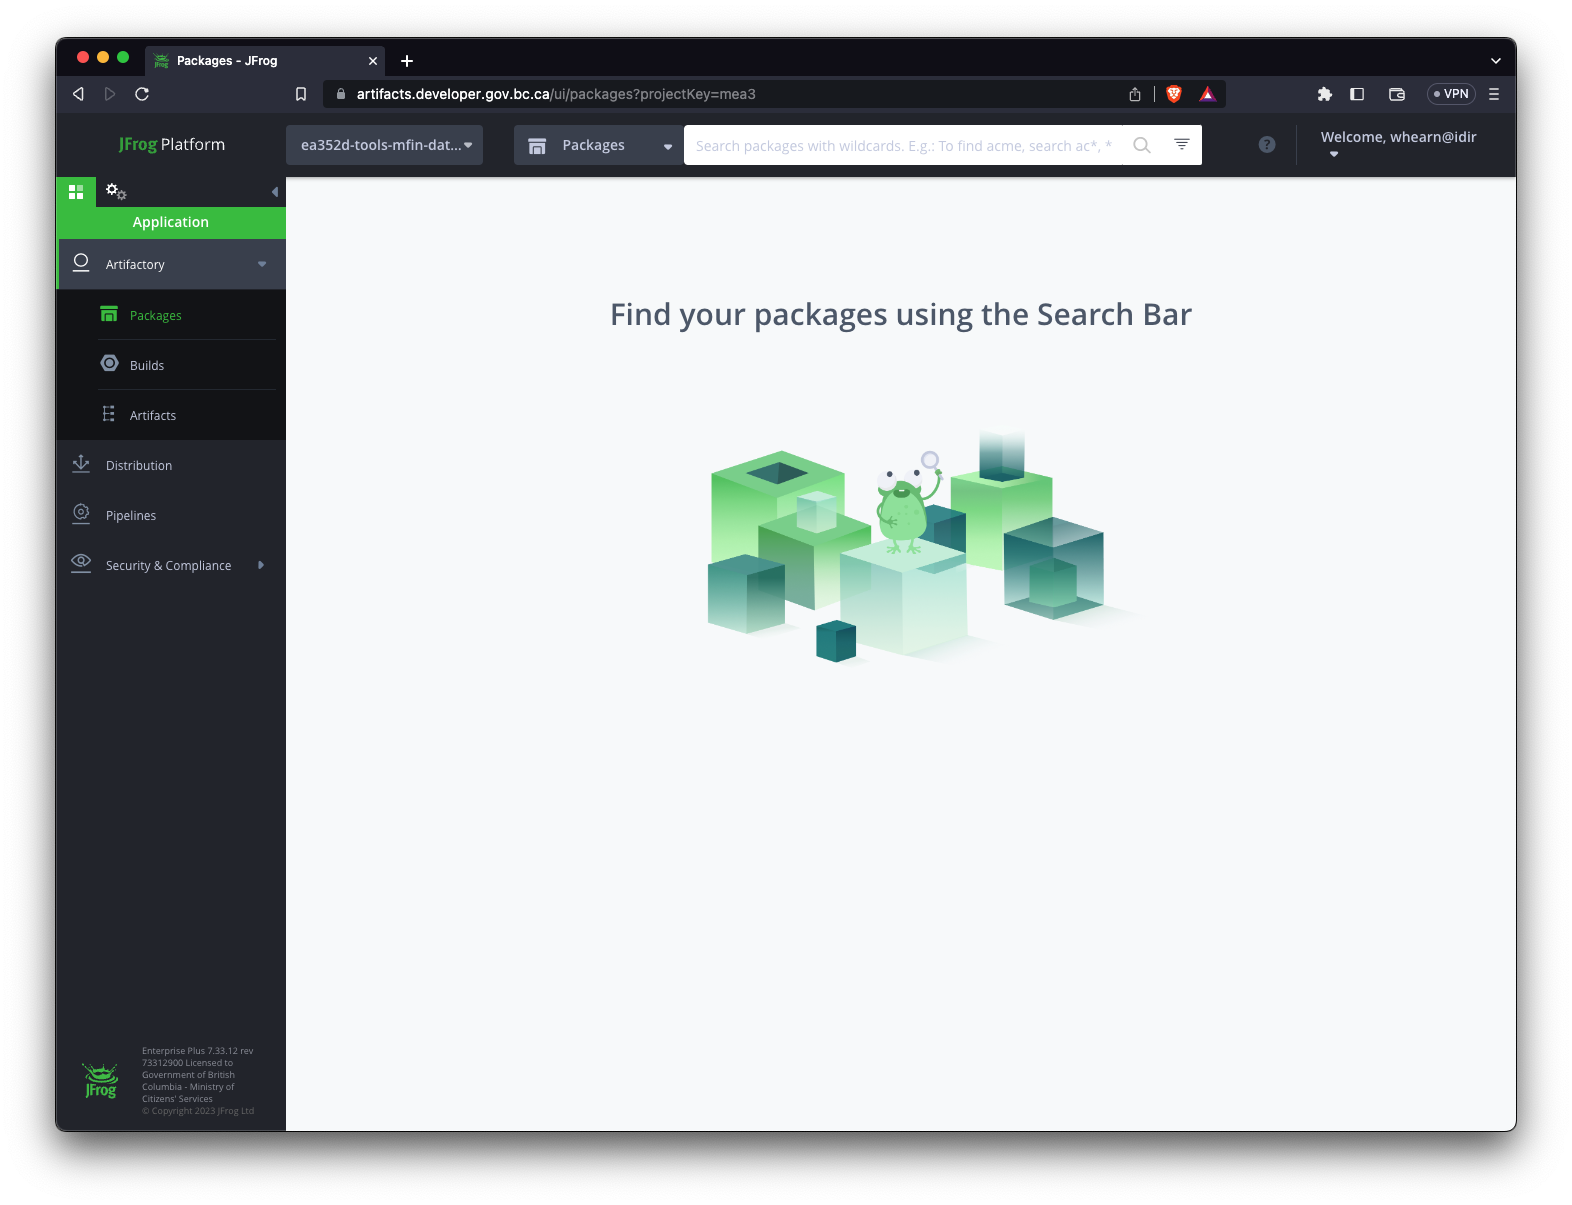 Packages - JFrog
artifacts.developer.gov.bc.ca/ui/packages?projectKey=mea3
VPN
JFrog Platform
ea352d-tools-mfin-dat...
Packages
Search packages with wildcards. E.g.: To find acme, search ac*, *
?
Welcome, whearn@idir
Application
Artifactory
Packages
Builds
Artifacts
Distribution
Pipelines
Security & Compliance
Find your packages using the Search Bar
JFrog
Enterprise Plus 7.33.12 rev
73312900 Licensed to
Government of British
Columbia - Ministry of
Citizens' Services
© Copyright 2023 JFrog Ltd